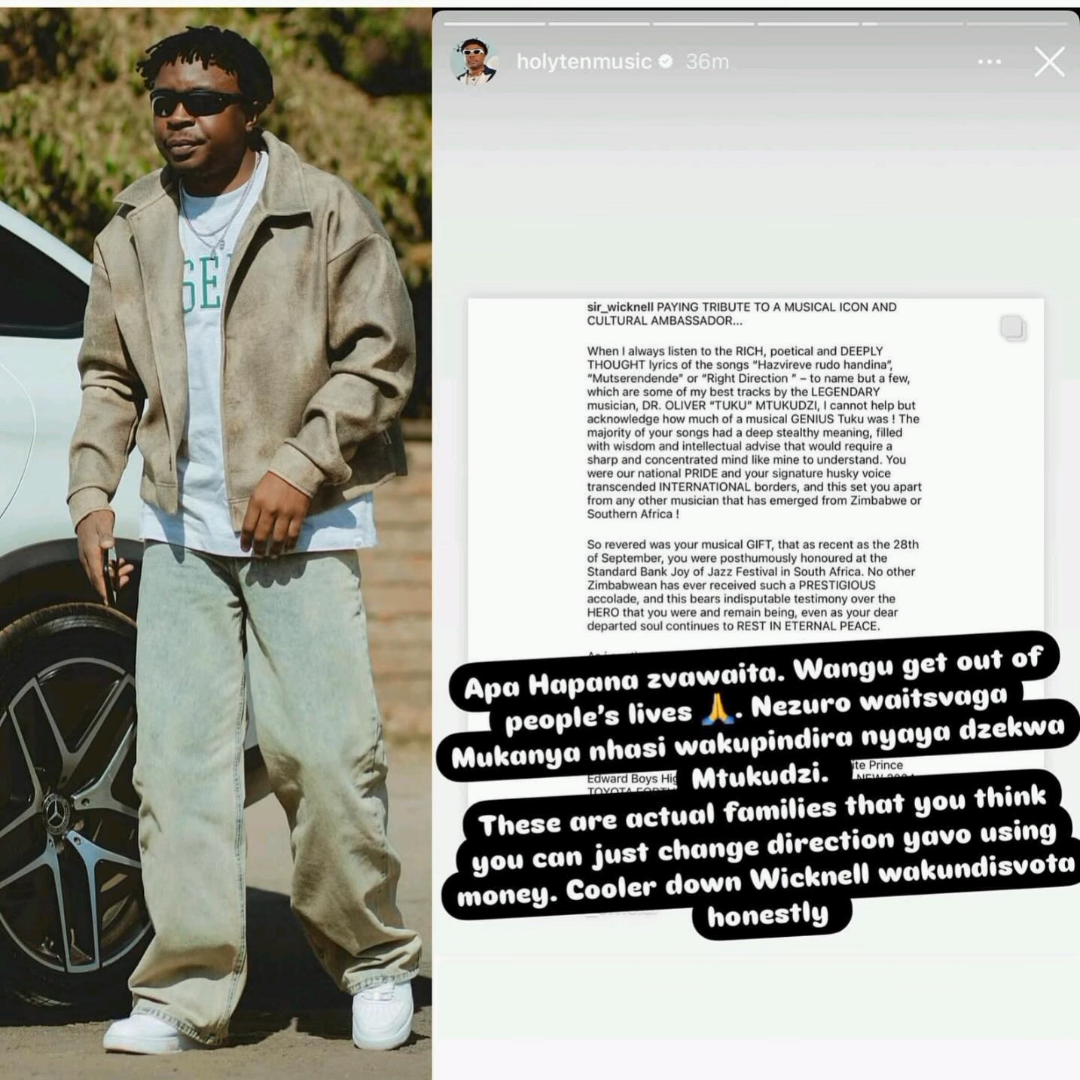 SE
holytenmusic 36m
sir_wicknell PAYING TRIBUTE TO A MUSICAL ICON AND
CULTURAL AMBASSADOR...
When I always listen to the RICH, poetical and DEEPLY
THOUGHT lyrics of the songs “Hazvireve rudo handina”,
“Mutserendende” or “Right Direction ” – to name but a few,
which are some of my best tracks by the LEGENDARY
musician, DR. OLIVER “TUKU” MTUKUDZI, I cannot help but
acknowledge how much of a musical GENIUS Tuku was ! The
majority of your songs had a deep stealthy meaning, filled
with wisdom and intellectual advise that would require a
sharp and concentrated mind like mine to understand. You
were our national PRIDE and your signature husky voice
transcended INTERNATIONAL borders, and this set you apart
from any other musician that has emerged from Zimbabwe or
Southern Africa !
So revered was your musical GIFT, that as recent as the 28th
of September, you were posthumously honoured at the
Standard Bank Joy of Jazz Festival in South Africa. No other
Zimbabwean has ever received such a PRESTIGIOUS
accolade, and this bears indisputable testimony over the
HERO that you were and remain being, even as your dear
departed soul continues to REST IN ETERNAL PEACE.
Apa Hapana zvawaita. Wangu get out of
people’s lives 🙏. Nezuro waitsvaga
Mukanya nhasi wakupindira nyaya dzekwa
Mtukudzi.
Prince
Edward Boys
These are actual families that you think
you can just change direction yavo using
money. Cooler down Wicknell wakundisvota
honestly